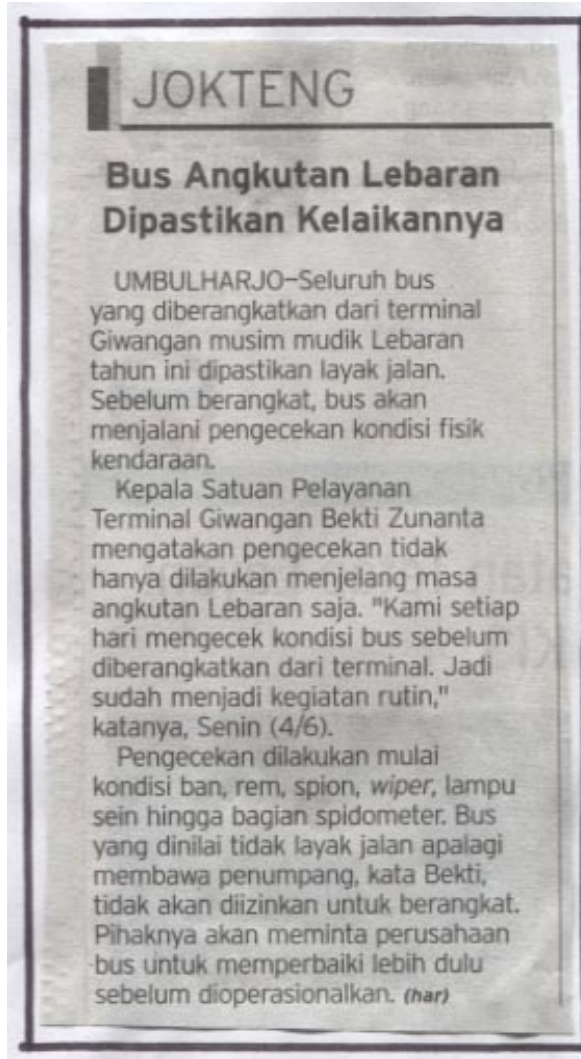 JOKTENG
Bus Angkutan Lebaran
Dipastikan Kelaikannya
UMBULHARJO–Seluruh bus
yang diberangkatkan dari terminal
Giwangan musim mudik Lebaran
tahun ini dipastikan layak jalan.
Sebelum berangkat, bus akan
menjalani pengecekan kondisi fisik
kendaraan.
Kepala Satuan Pelayanan
Terminal Giwangan Bekti Zunanta
mengatakan pengecekan tidak
hanya dilakukan menjelang masa
angkutan Lebaran saja. "Kami setiap
hari mengecek kondisi bus sebelum
diberangkatkan dari terminal. Jadi
sudah menjadi kegiatan rutin,"
katanya, Senin (4/6).
Pengecekan dilakukan mulai
kondisi ban, rem, spion, wiper, lampu
sein hingga bagian spidometer. Bus
yang dinilai tidak layak jalan apalagi
membawa penumpang, kata Bekti,
tidak akan diizinkan untuk berangkat.
Pihaknya akan meminta perusahaan
bus untuk memperbaiki lebih dulu
sebelum dioperasionalkan. (har)